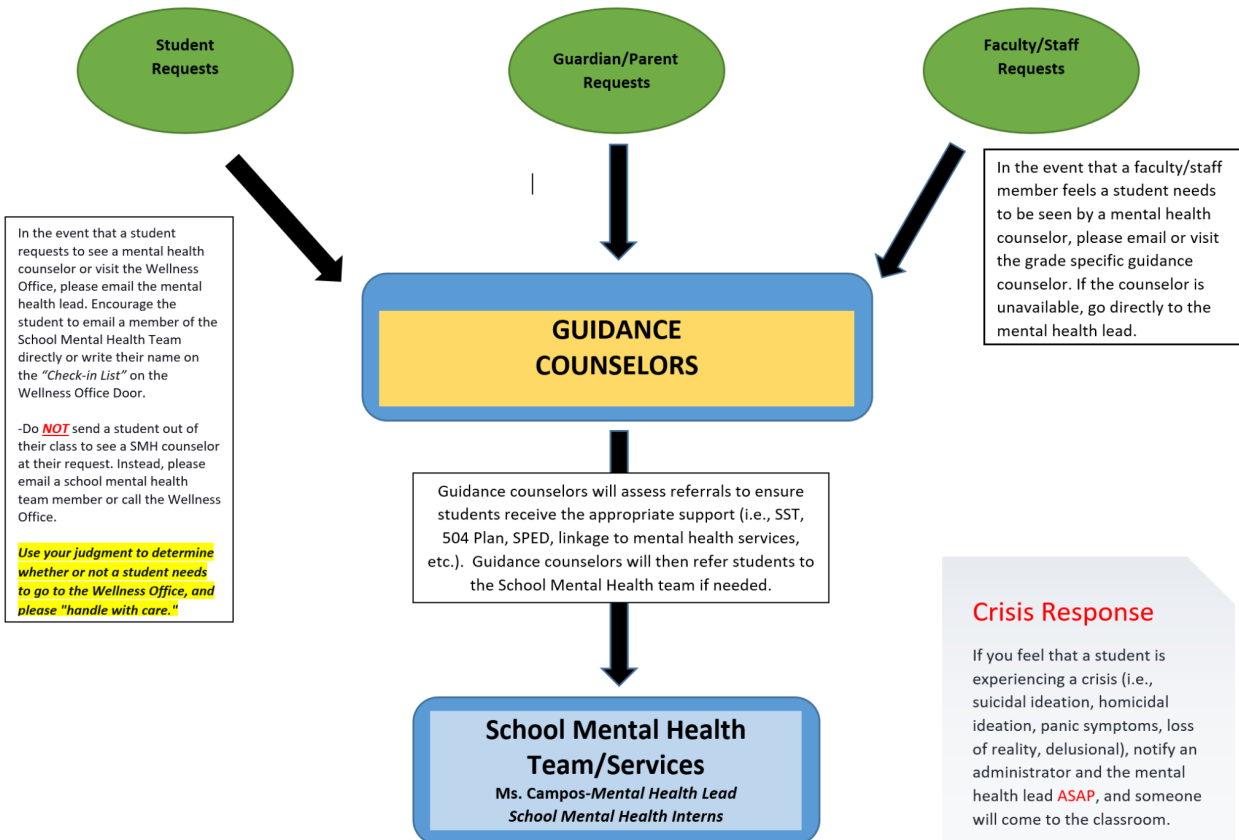 Student
Requests
Guardian/Parent
Requests
Faculty/Staff
Requests
In the event that a student
requests to see a mental health
counselor or visit the Wellness
Office, please email the mental
health lead. Encourage the
student to email a member of the
School Mental Health Team
directly or write their name on
the “Check-in List” on the
Wellness Office Door.
-Do NOT send a student out of
their class to see a SMH counselor
at their request. Instead, please
email a school mental health
team member or call the Wellness
Office.
Use your judgment to determine
whether or not a student needs
to go to the Wellness Office, and
please "handle with care."
In the event that a faculty/staff
member feels a student needs
to be seen by a mental health
counselor, please email or visit
the grade specific guidance
counselor. If the counselor is
unavailable, go directly to the
mental health lead.
GUIDANCE
COUNSELORS
Guidance counselors will assess referrals to ensure
students receive the appropriate support (i.e., SST,
504 Plan, SPED, linkage to mental health services,
etc.). Guidance counselors will then refer students to
the School Mental Health team if needed.
School Mental Health
Team/Services
Ms. Campos-Mental Health Lead
School Mental Health Interns
Crisis Response
If you feel that a student is
experiencing a crisis (i.e.,
suicidal ideation, homicidal
ideation, panic symptoms, loss
of reality, delusional), notify an
administrator and the mental
health lead ASAP, and someone
will come to the classroom.